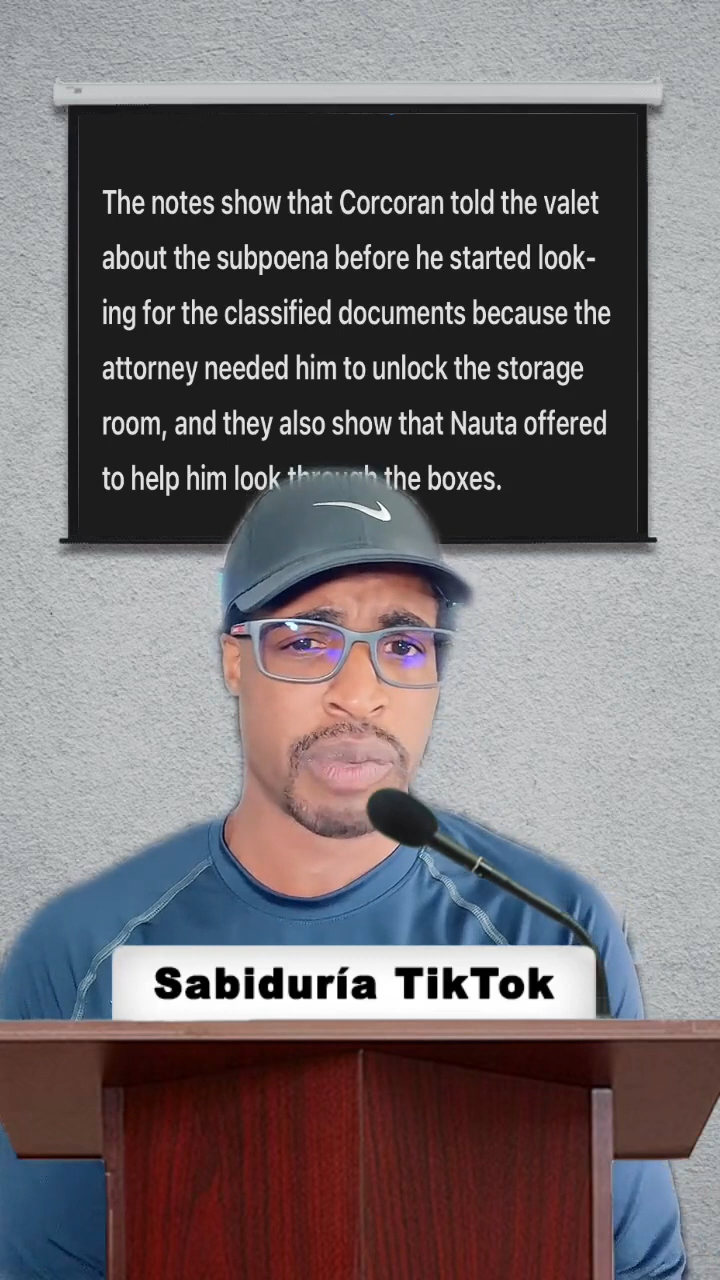 The notes show that Corcoran told the valet
about the subpoena before he started look-
ing for the classified documents because the
attorney needed him to unlock the storage
room, and they also show that Nauta offered
to help him look through the boxes.
Sabiduría TikTok